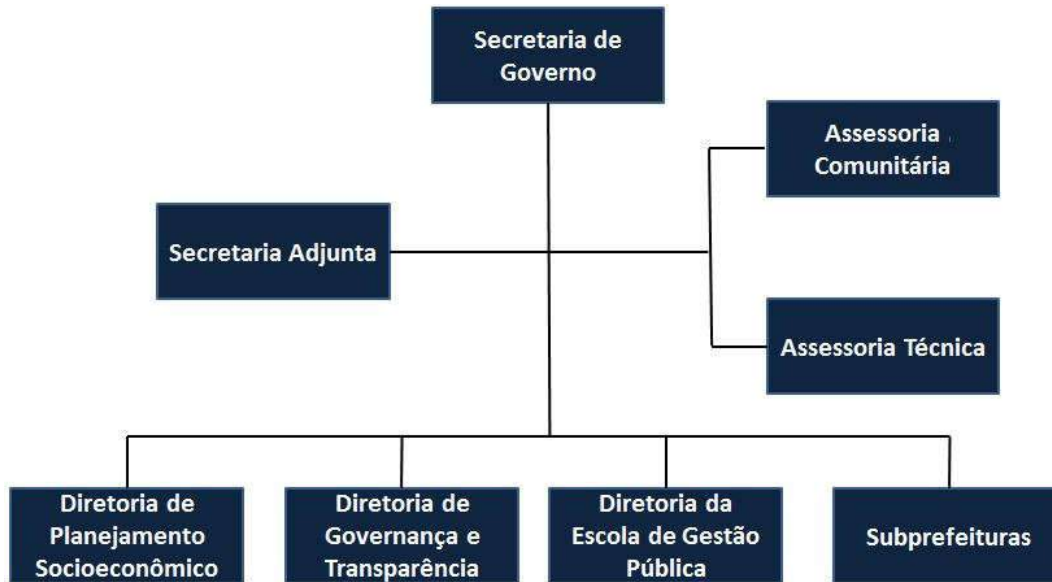 Secretaria de
Governo
Assessoria
Comunitária
Secretaria Adjunta
Assessoria Técnica
Diretoria de
Planejamento
Socioeconômico
Diretoria de
Governança e
Transparência
Diretoria da
Escola de Gestão
Pública
Subprefeituras